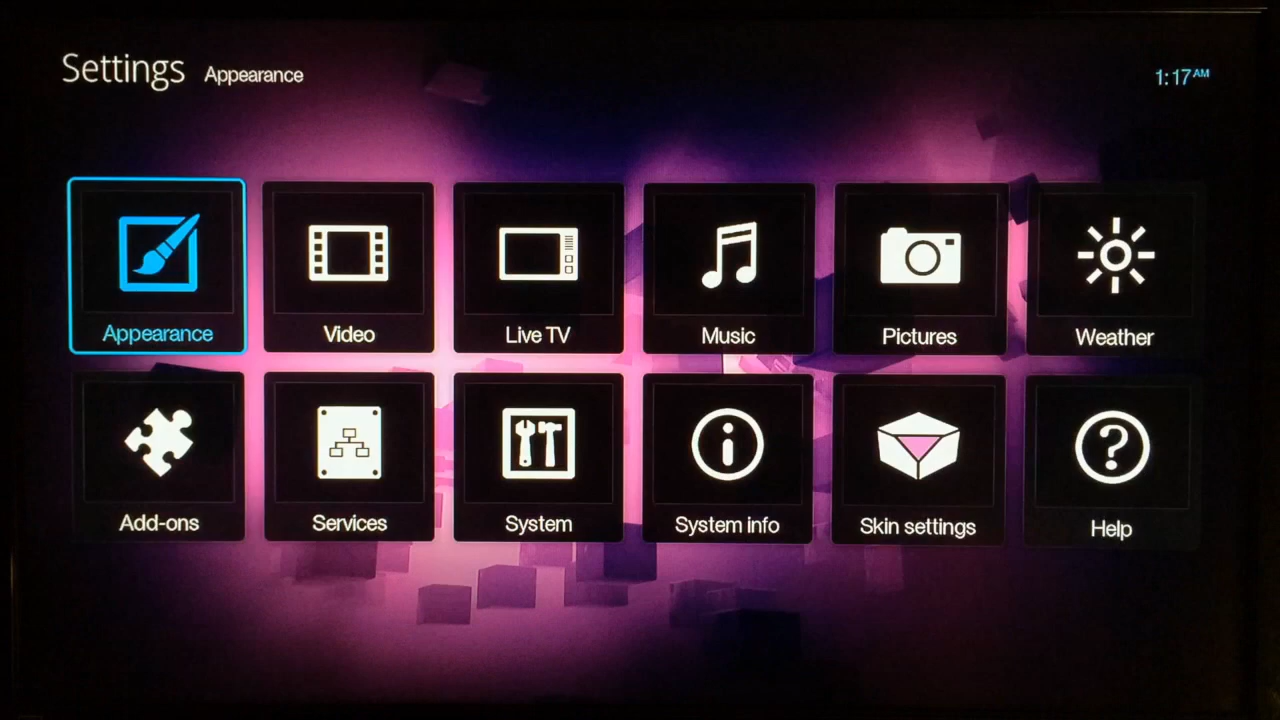 Settings Appearance
1:17AM
Appearance Video Live TV Music Pictures Weather
Add-ons Services System System info Skin settings Help